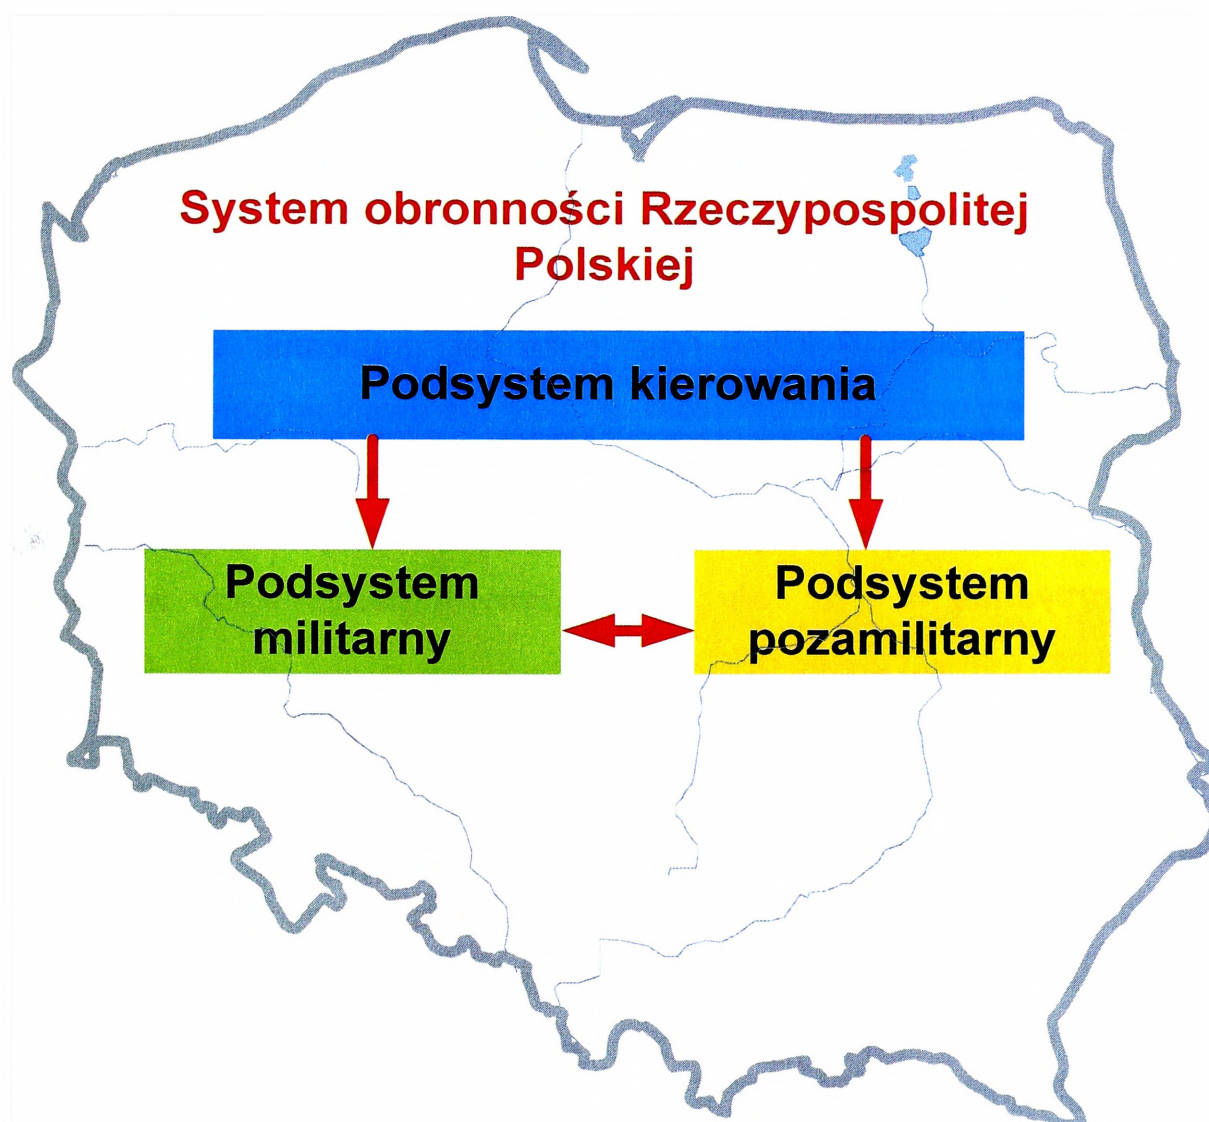 System obronności Rzeczypospolitej
Polskiej
Podsystem kierowania
Podsystem
militarny
Podsystem
pozamilitarny